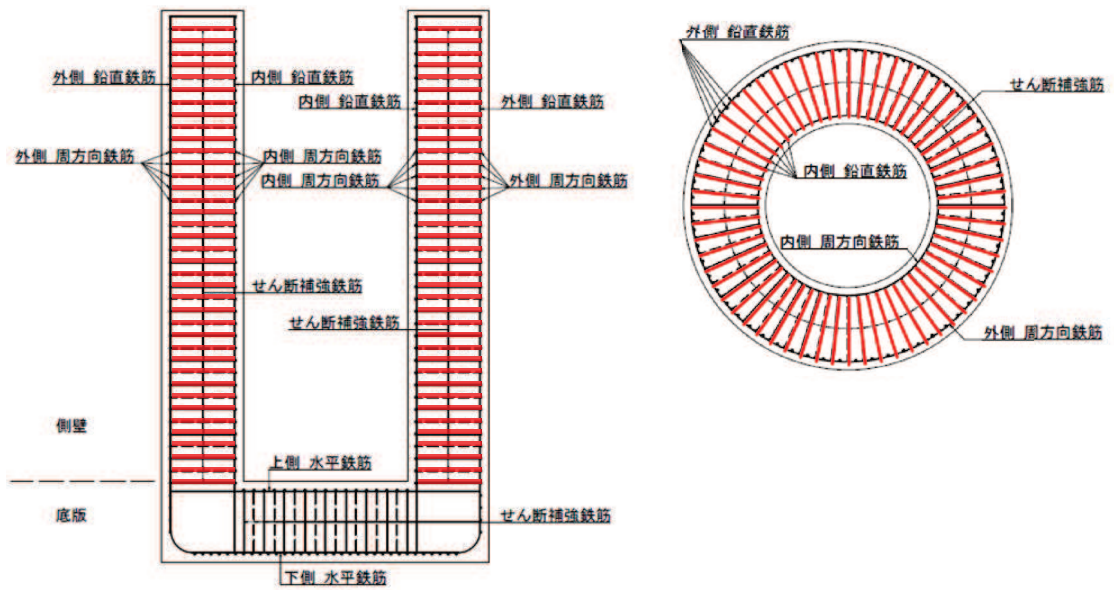 外側 鉛直鉄筋
内側 鉛直鉄筋
内側 鉛直鉄筋
外側 鉛直鉄筋
外側 周方向鉄筋
内側 周方向鉄筋
内側 周方向鉄筋
外側 周方向鉄筋
せん断補強鉄筋
せん断補強鉄筋
側壁
上側 水平鉄筋
底版
せん断補強鉄筋
下側 水平鉄筋
外側 鉛直鉄筋
せん断補強筋
内側 鉛直鉄筋
内側 周方向鉄筋
外側 周方向鉄筋